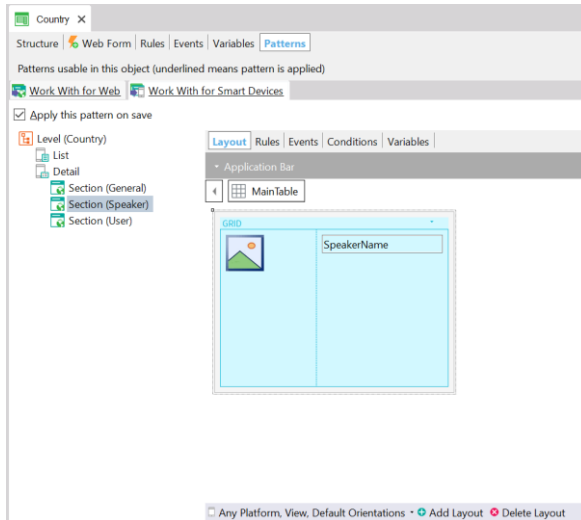 Country
Structure Web Form Rules Events Variables Patterns
Patterns usable in this object (underlined means pattern is applied)
Work With for Web Work With for Smart Devices
Apply this pattern on save
Level (Country)
List
Detail
Section (General)
Section (Speaker)
Section (User)
Layout Rules Events Conditions Variables
Application Bar
MainTable
GRID
SpeakerName
Any Platform, View, Default Orientations Add Layout Delete Layout